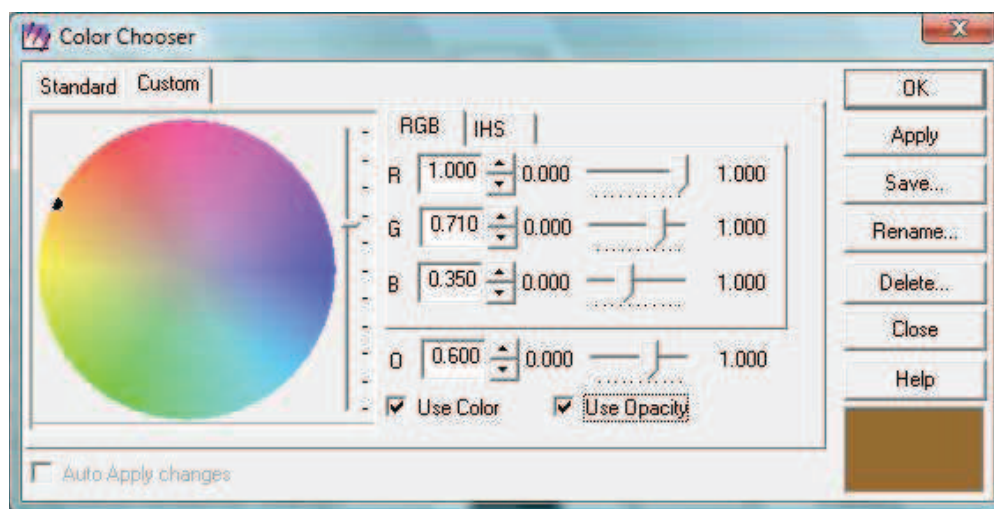 Color Chooser
Standard Custom
RGB IHS
R 1.000 0.000 1.000
G 0.710 0.000 1.000
B 0.350 0.000 1.000
O 0.600 0.000 1.000
Use Color Use Opacity
Auto Apply changes
OK
Apply
Save...
Rename...
Delete...
Close
Help